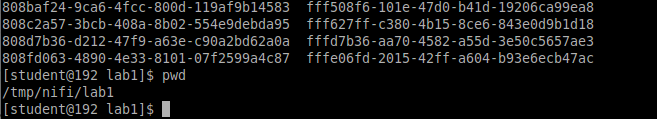 808baf24-9ca6-4fcc-800d-119af9b14583  fff508f6-101e-47d0-b41d-19206ca99ea8
808c2a57-3bcb-408a-8b02-554e9debda95  fff627ff-c380-4b15-8ce6-843e0d9b1d18
808d7b36-d212-47f9-a63e-c90a2bd62a0a  fffd7b36-aa70-4582-a55d-3e50c5657ae3
808fd063-4890-4e33-8101-07f2599a4c87  fffe06fd-2015-42ff-a604-b93e6ecb47ac
[student@192 lab1]$ pwd
/tmp/nifi/lab1
[student@192 lab1]$